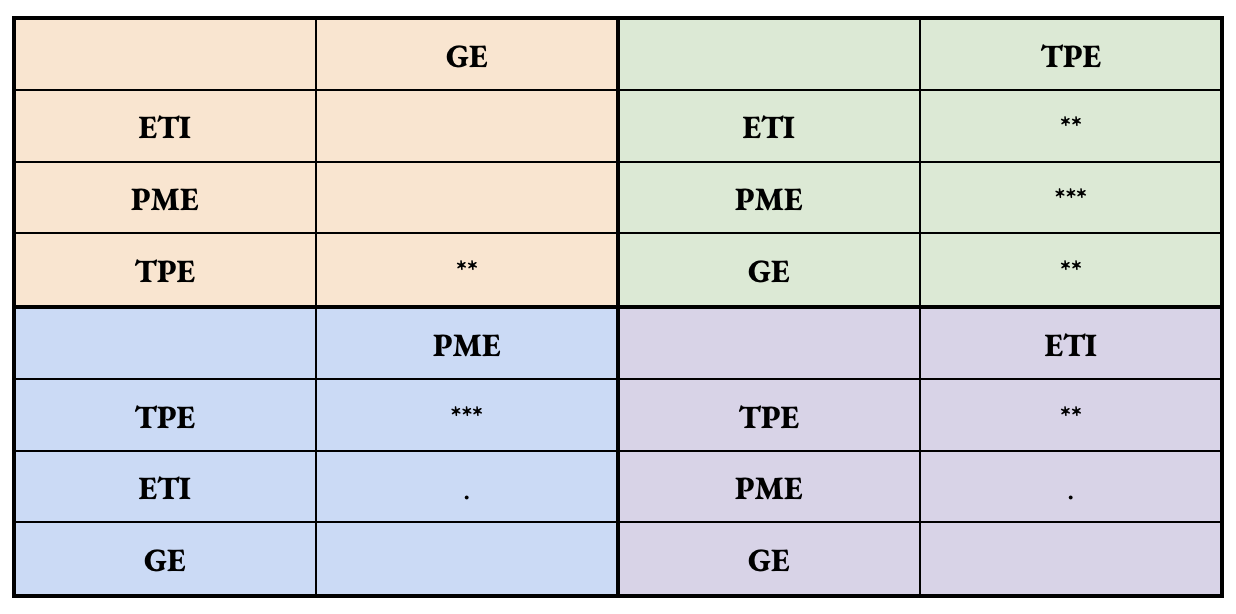 GE TPE
ETI ETI **
PME PME ***
TPE ** GE **
PME ETI
TPE *** TPE **
ETI . PME .
GE GE